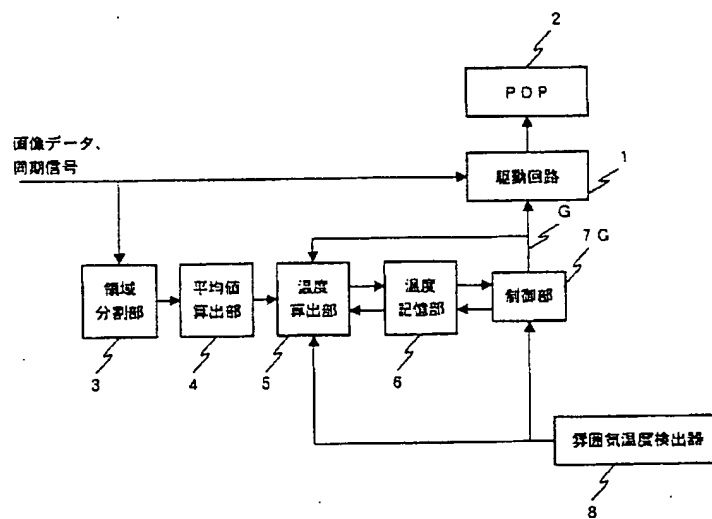 2
PDP
画像データ、
同期信号
駆動回路
1
G
7G
領域
分割部
平均値
算出部
温度
算出部
温度
記憶部
制御部
3
4
5
6
雰囲気温度検出器
8